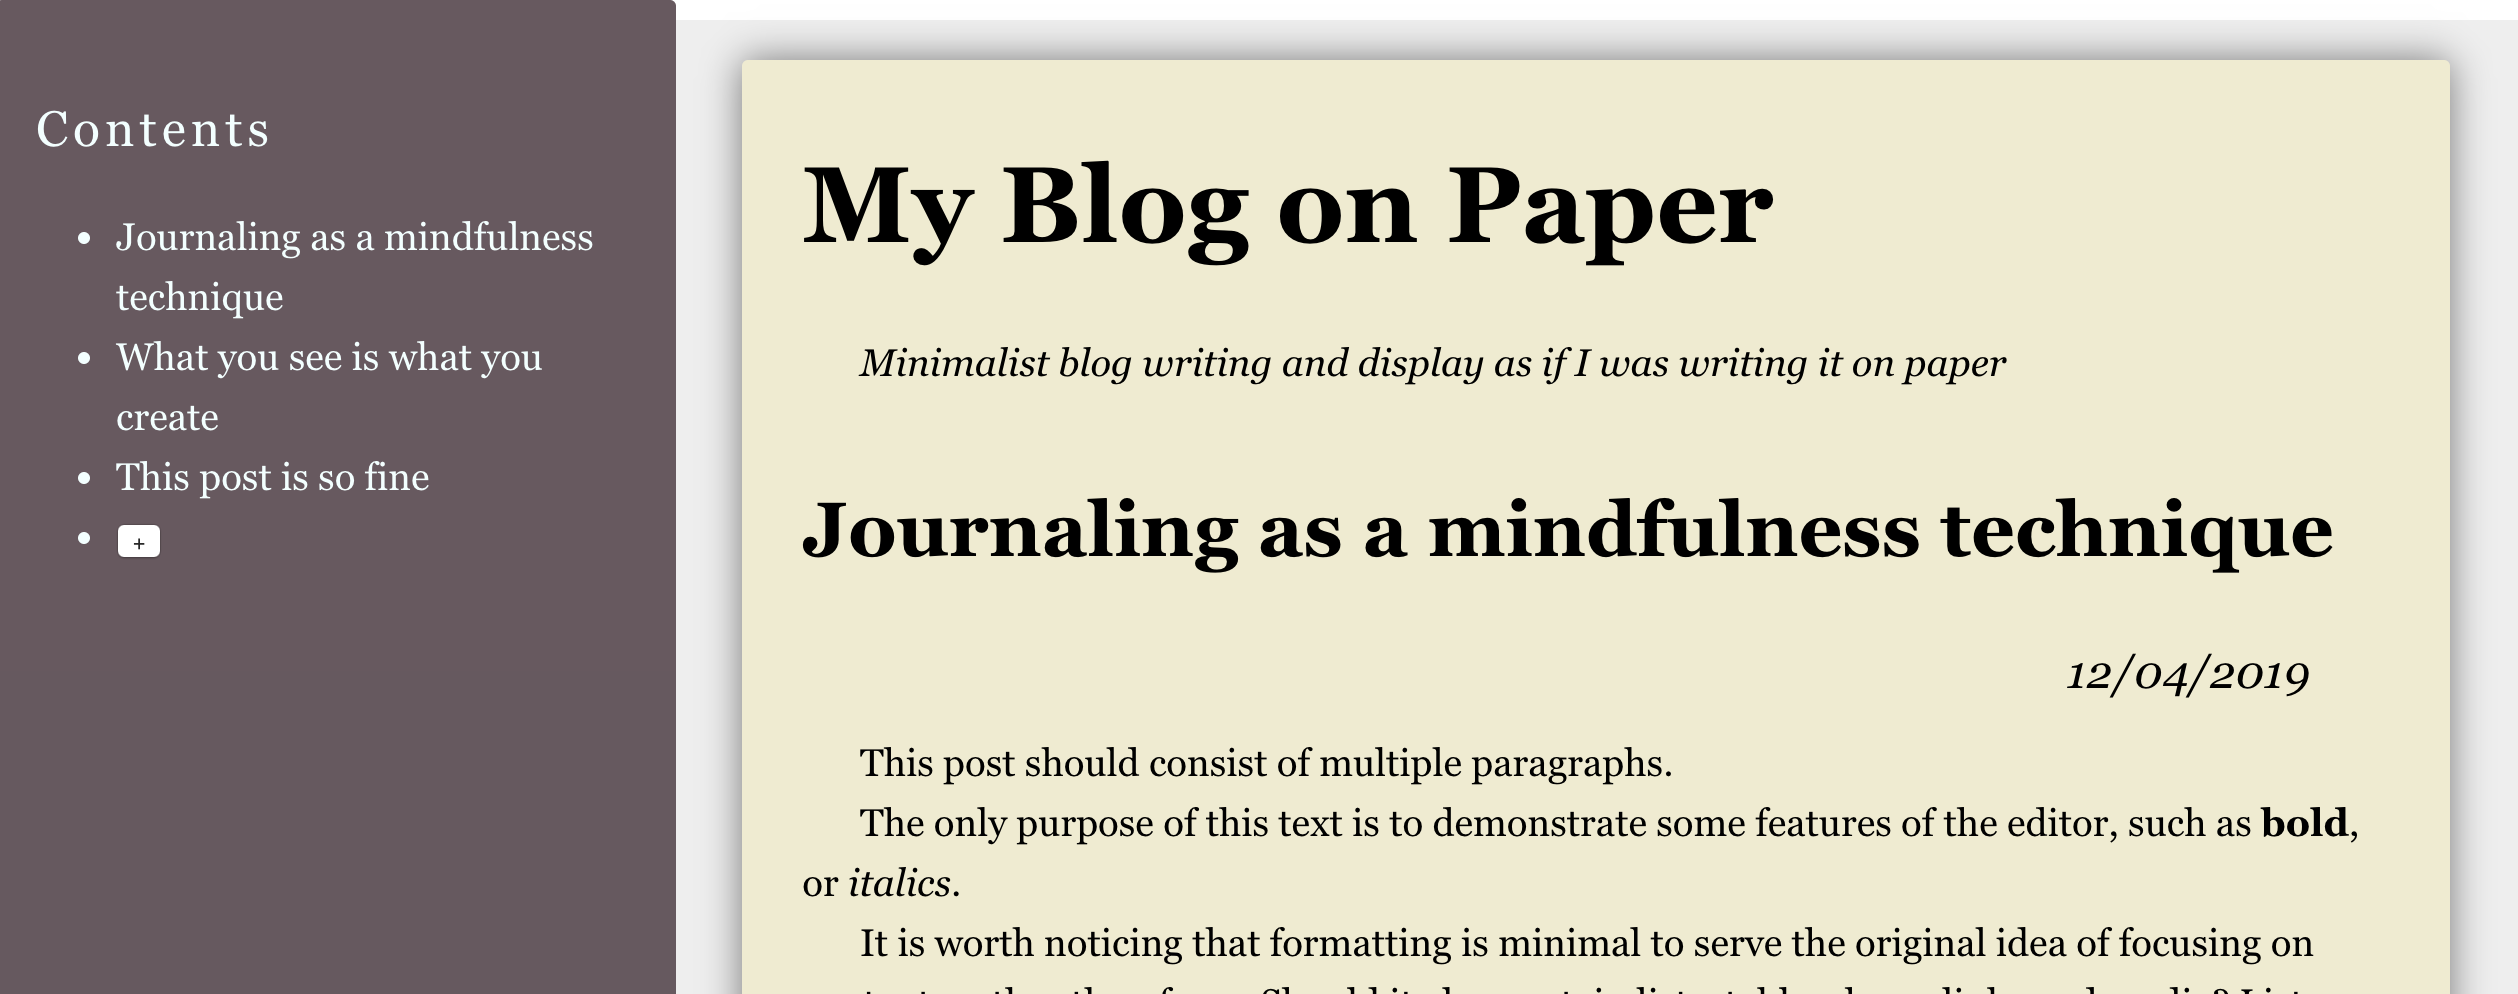 Contents
Journaling as a mindfulness
technique
What you see is what you
create
This post is so fine
+
My Blog on Paper
Minimalist blog writing and display as if I was writing it on paper
Journaling as a mindfulness technique
12/04/2019
This post should consist of multiple paragraphs.
The only purpose of this text is to demonstrate some features of the editor, such as bold,
or italics.
It is worth noticing that formatting is minimal to serve the original idea of focusing on